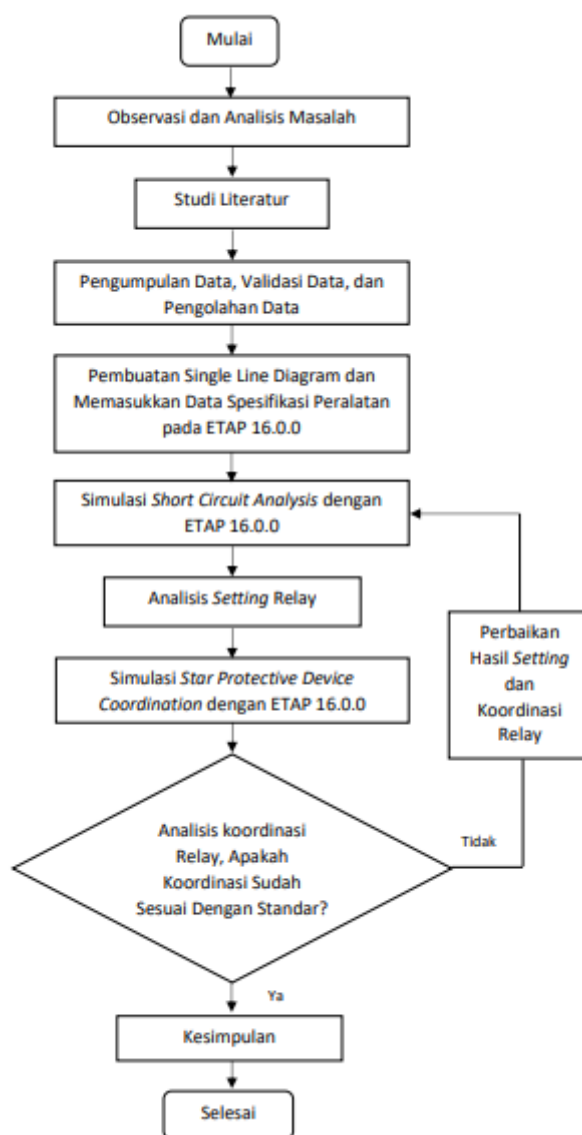 Mulai
Observasi dan Analisis Masalah
Studi Literatur
Pengumpulan Data, Validasi Data, dan
Pengolahan Data
Pembuatan Single Line Diagram dan
Memasukkan Data Spesifikasi Peralatan
pada ETAP 16.0.0
Simulasi Short Circuit Analysis dengan
ETAP 16.0.0
Analisis Setting Relay
Simulasi Star Protective Device
Coordination dengan ETAP 16.0.0
Analisis koordinasi
Relay, Apakah
Koordinasi Sudah
Sesuai Dengan Standar?
Tidak
Perbaikan
Hasil Setting
dan
Koordinasi
Relay
Ya
Kesimpulan
Selesai